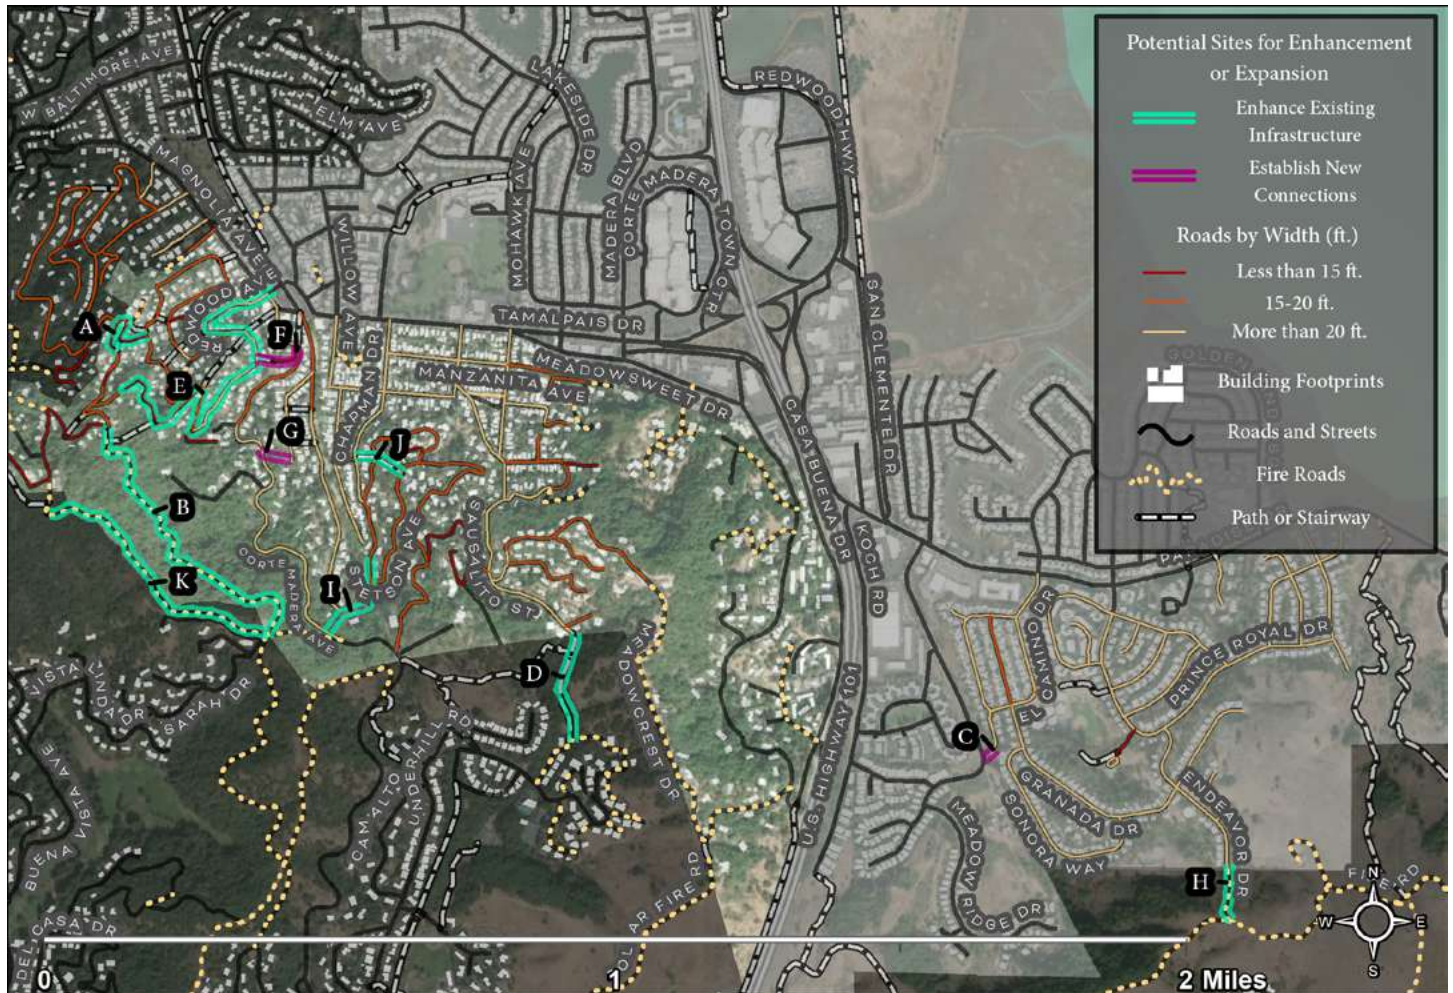 Potential Sites for Enhancement
or Expansion
Enhance Existing
Infrastructure
Establish New
Connections
Roads by Width (ft.)
Less than 15 ft.
15-20 ft.
More than 20 ft.
Building Footprints
Roads and Streets
Fire Roads
Path or Stairway
W BALTIMORE AVE
ELM AVE
LAKESIDE DR
REDWOOD HWY
MAGNOLIA AVE
WILLOW AVE
MOHAWK AVE
MADERA BLVD
CORTE MADERA TOWN CTR
SAN CLEMENTE DR
REDWOOD AVE
TAMALPAIS DR
CHAPMAN DR
MANZANITA AVE
MEADOWSWEET DR
CASA BUENA DR
A
F
E
G
J
B
K
I
D
C
H
CORTE MADERA AVE
STETSON AVE
SAUSALITO ST
KOCH RD
MEADOWCREST DR
U.S. HIGHWAY 101
EL CAMINO DR
PRINCE ROYAL DR
GRANADA DR
SONORA WAY
ENDEAVOR DR
MEADOW RIDGE DR
VISTA LINDA DR
SARAH DR
BUENA VISTA AVE
CAM ALTO
UNDERHILL RD
DEL CASA DR
AR FIRE RD
N
W
E
S
0
1
2 Miles